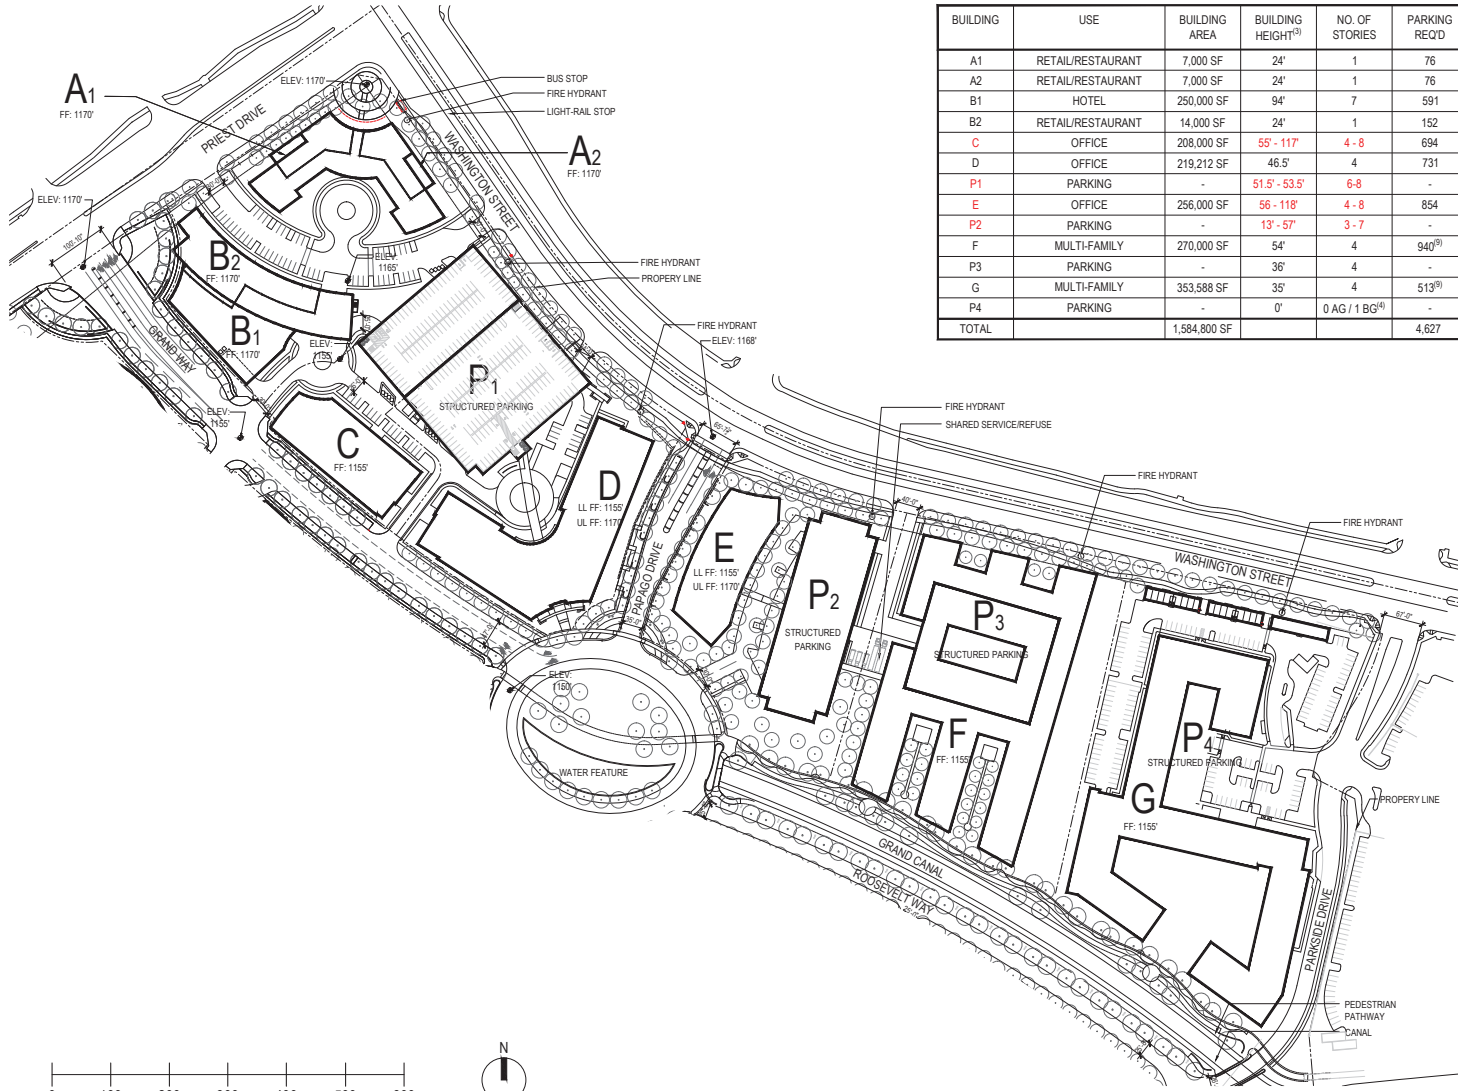 BUILDING USE BUILDING AREA BUILDING HEIGHT(3) NO. OF STORIES PARKING REQ'D
A1 RETAIL/RESTAURANT 7,000 SF 24' 1 76
A2 RETAIL/RESTAURANT 7,000 SF 24' 1 76
B1 HOTEL 250,000 SF 94' 7 591
B2 RETAIL/RESTAURANT 14,000 SF 24' 1 152
C OFFICE 208,000 SF 55' - 117' 4 - 8 694
D OFFICE 219,212 SF 46.5' 4 731
P1 PARKING - 51.5' - 53.5' 6-8 -
E OFFICE 256,000 SF 56 - 118' 4 - 8 854
P2 PARKING - 13' - 57' 3 - 7 -
F MULTI-FAMILY 270,000 SF 54' 4 940(9)
P3 PARKING - 36' 4 -
G MULTI-FAMILY 353,588 SF 35' 4 513(9)
P4 PARKING - 0' 0 AG / 1 BG(4) -
TOTAL 1,584,800 SF 4,627
A1
FF: 1170'
ELEV: 1170'
BUS STOP
FIRE HYDRANT
LIGHT-RAIL STOP
PRIEST DRIVE
WASHINGTON STREET
A2
FF: 1170'
ELEV: 1170'
100'-10"
B2
FF: 1170'
ELEV:
1165'
FIRE HYDRANT
PROPERY LINE
B1
FF: 1170'
GRAND WAY
ELEV:
1155'
FIRE HYDRANT
ELEV: 1168'
P1
STRUCTURED PARKING
ELEV:
1155'
C
FF: 1155'
65'-7"
FIRE HYDRANT
SHARED SERVICE/REFUSE
D
LL FF: 1155'
UL FF: 1170'
FIRE HYDRANT
40'-0"
FIRE HYDRANT
E
LL FF: 1155'
UL FF: 1170'
PAPAGO DRIVE
WASHINGTON STREET
P2
STRUCTURED
PARKING
P3
STRUCTURED PARKING
67'-0"
ELEV:
1150'
F
FF: 1155'
P4
STRUCTURED PARKING
WATER FEATURE
G
FF: 1155'
PROPERY LINE
GRAND CANAL
ROOSEVELT WAY
PARKSIDE DRIVE
PEDESTRIAN
PATHWAY
CANAL
N